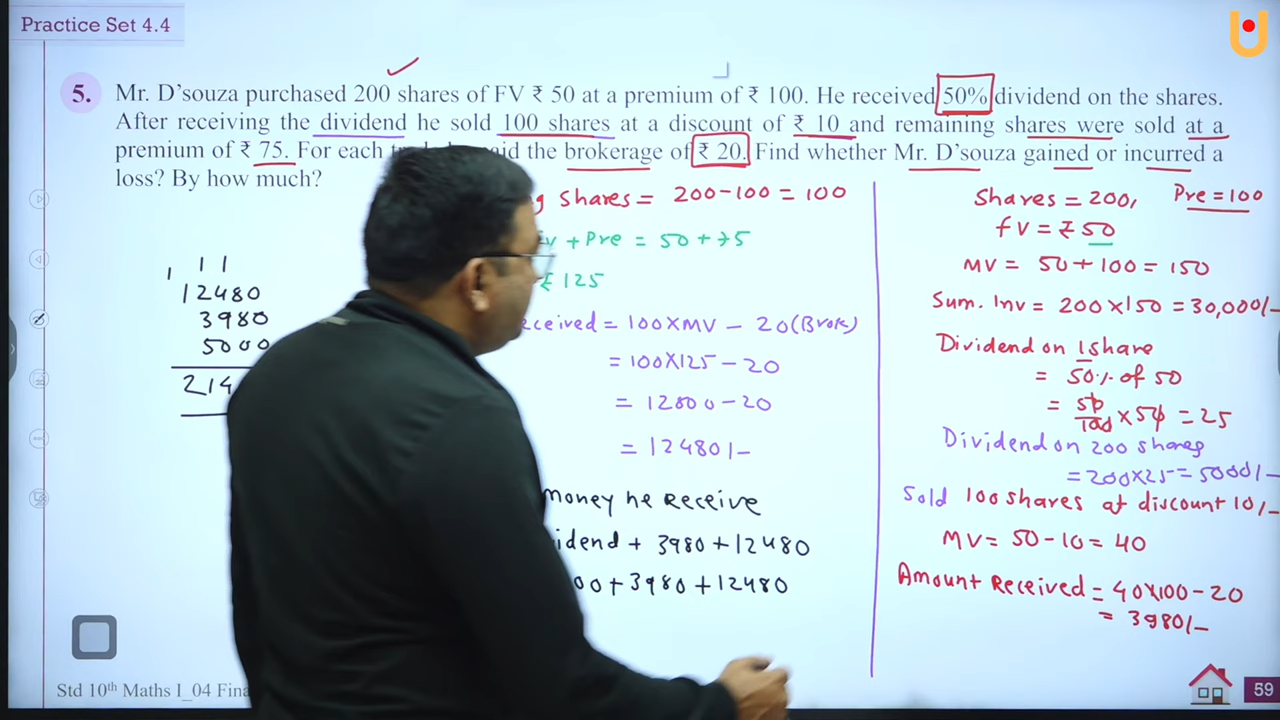 Practice Set 4.4
5. Mr. D'souza purchased 200 shares of FV ₹ 50 at a premium of ₹ 100. He received 50% dividend on the shares.
After receiving the dividend he sold 100 shares at a discount of ₹ 10 and remaining shares were sold at a
premium of ₹ 75. For each the brokerage of ₹ 20. Find whether Mr. D'souza gained or incurred a
loss? By how much?
1 1 1
12480
3980
5000
214
shares = 200-100 = 100
+ Pre = 50 + 75
₹ 125
= 100×MV - 20(Brok)
= 100×125-20
= 12800-20
= 12480/-
money he Receive
+ 3980+12480
+3980+12480
Shares = 200, Pre=100
FV = ₹ 50
MV = 50+100 = 150
Sum. Inv = 200×150 = 30,000/-
Dividend on 1 share
= 50% of 50
= 50/100 × 50 = 25
Dividend on 200 shares
= 200×25 = 5000/-
Sold 100 shares at discount 10/-
MV = 50-10 = 40
Amount Received = 40×100-20
= 3980/-
Std 10th Maths I_04
59